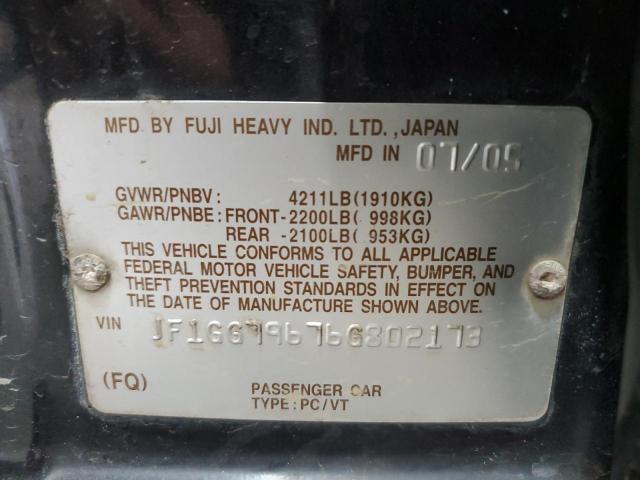 MFD. BY FUJI HEAVY IND. LTD., JAPAN
MFD IN 07/05
GVWR/PNBV: 4211LB(1910KG)
GAWR/PNBE: FRONT-2200LB( 998KG)
REAR -2100LB( 953KG)
THIS VEHICLE CONFORMS TO ALL APPLICABLE
FEDERAL MOTOR VEHICLE SAFETY, BUMPER, AND
THEFT PREVENTION STANDARDS IN EFFECT ON
THE DATE OF MANUFACTURE SHOWN ABOVE.
VIN JF1GG79676G802173
(FQ) PASSENGER CAR
TYPE: PC/VT